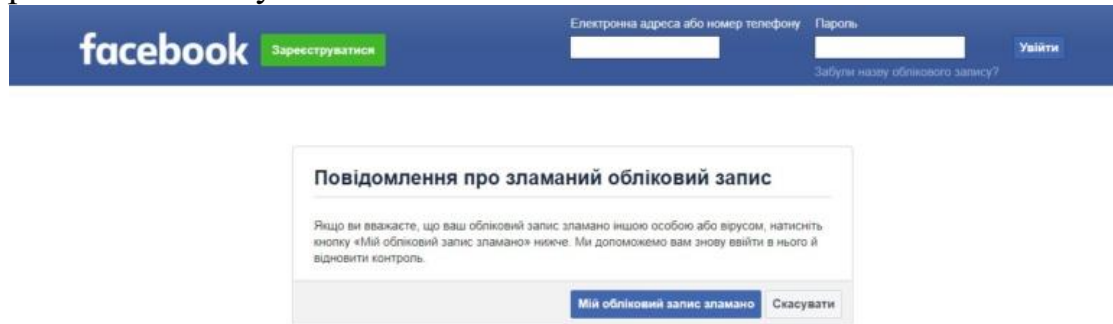 Електронна адреса або номер телефону
Пароль
facebook
Зареєструватися
Увійти
Забули назву облікового запису?
Повідомлення про зламаний обліковий запис
Якщо ви вважаєте, що ваш обліковий запис зламано іншою особою або вірусом, натисніть
кнопку «Мій обліковий запис зламано» нижче. Ми допоможемо вам знову ввійти в нього й
відновити контроль.
Мій обліковий запис зламано
Скасувати